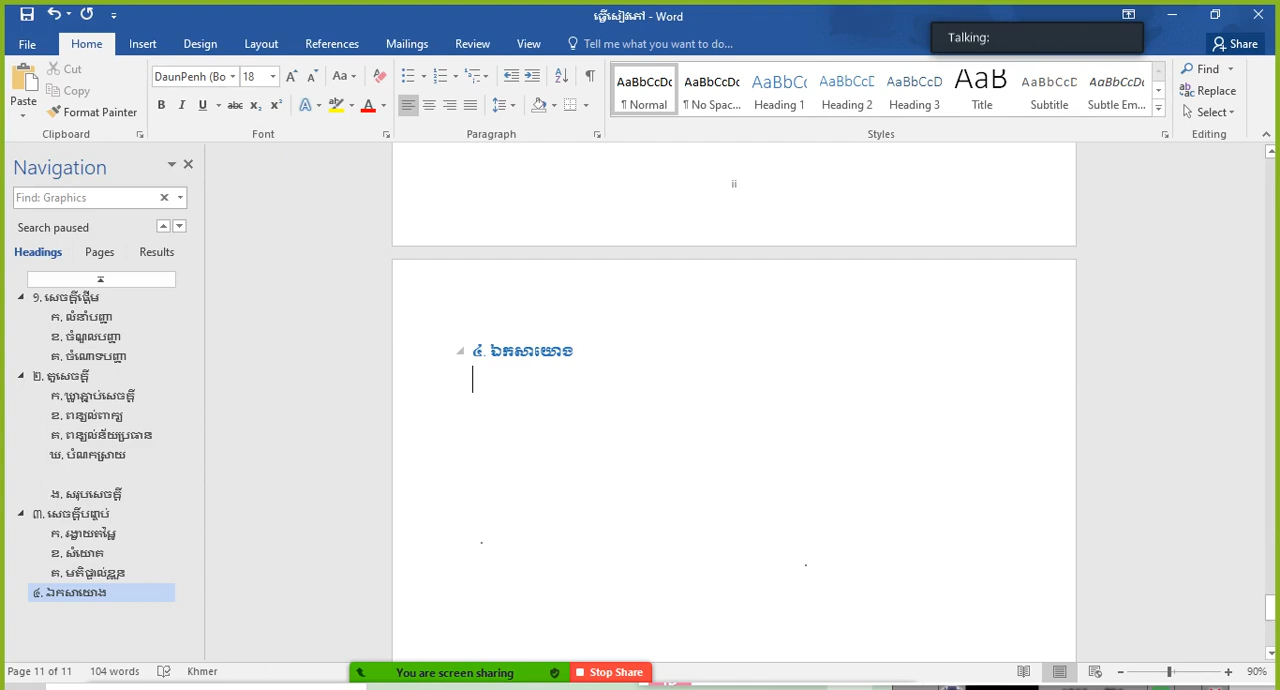 ធ្វើសៀវភៅ - Word
Talking:
File Home Insert Design Layout References Mailings Review View Tell me what you want to do... Share
Paste Cut Copy Format Painter
DaunPenh (Bo 18 Aa
B I U abc X₂ X² A
AaBbCcDc ¶ Normal
AaBbCcDc ¶ No Spac...
AaBbCc Heading 1
AaBbCcD Heading 2
AaBbCcD Heading 3
AaB Title
AaBbCcD Subtitle
AaBbCcDc Subtle Em...
Find Replace Select
Clipboard Font Paragraph Styles Editing
Navigation
Find: Graphics
Search paused
Headings Pages Results
១. សេចក្តីផ្តើម
ក. លំនាំបញ្ហា
ខ. ចំណូលបញ្ហា
គ. ចំណោទបញ្ហា
២. តួសេចក្តី
ក. ឃ្លាភ្ជាប់សេចក្តី
ខ. ពន្យល់ពាក្យ
គ. ពន្យល់ន័យប្រធាន
ឃ. បំណកស្រាយ
ង. សរុបសេចក្តី
៣. សេចក្តីបញ្ចប់
ក. វាយតម្លៃ
ខ. សំយោគ
គ. មតិផ្ទាល់ខ្លួន
៤. ឯកសាយោង
ii
៤. ឯកសាយោង
Page 11 of 11 104 words Khmer
You are screen sharing Stop Share
90%